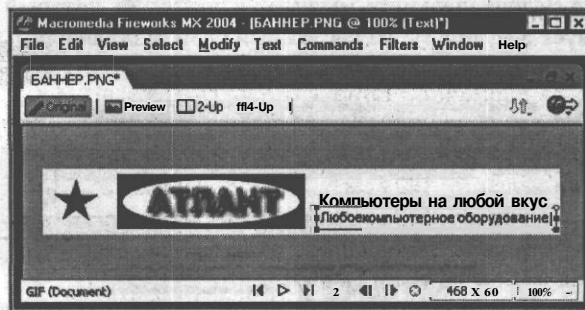 Macromedia Fireworks MX 2004 - [БАННЕР.PNG @ 100% (Text)*]
File Edit View Select Modify Text Commands Filters Window Help
БАННЕР.PNG*
Original Preview 2-Up ffl4-Up
АТЛАНТ
Компьютеры на любой вкус
Любоекомпьютерное оборудование
GIF (Document) 2 468 X 60 100%